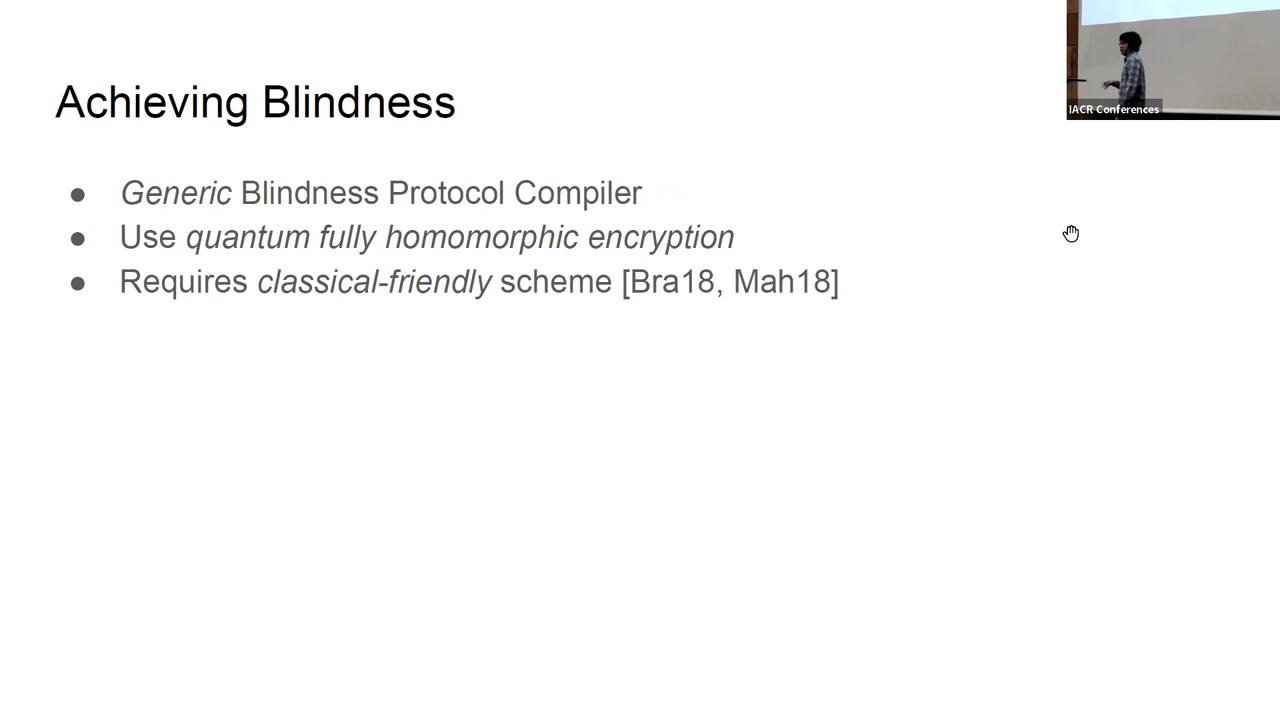 IACR Conferences
Achieving Blindness
● Generic Blindness Protocol Compiler
● Use quantum fully homomorphic encryption
● Requires classical-friendly scheme [Bra18, Mah18]